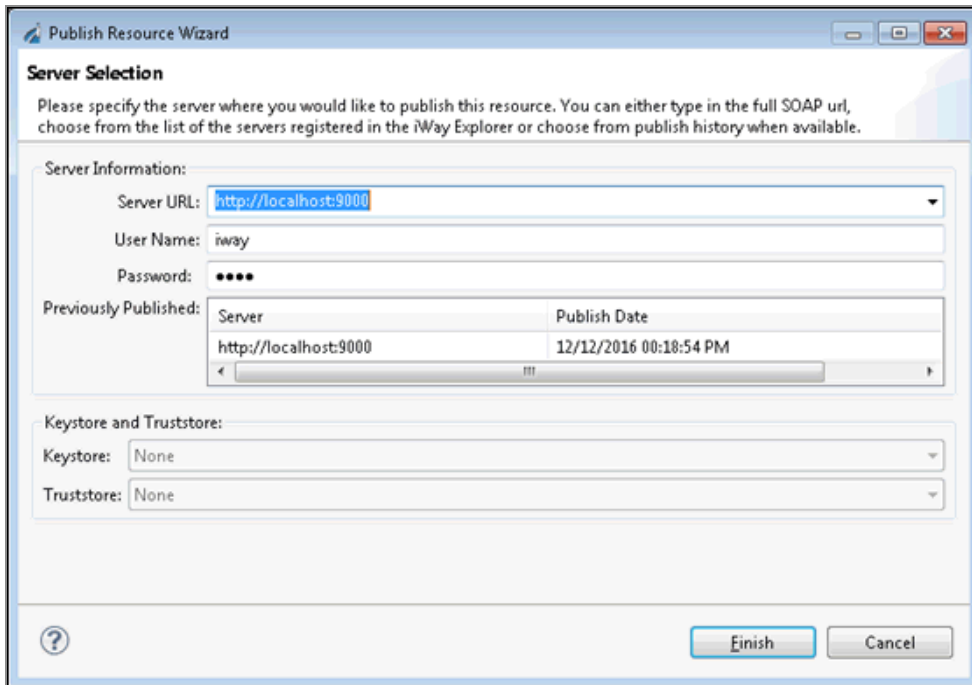 Publish Resource Wizard
Server Selection
Please specify the server where you would like to publish this resource. You can either type in the full SOAP url,
choose from the list of the servers registered in the iWay Explorer or choose from publish history when available.
Server Information:
Server URL: http://localhost:9000
User Name: iway
Password: ••••
Previously Published: Server Publish Date
http://localhost:9000 12/12/2016 00:18:54 PM
Keystore and Truststore:
Keystore: None
Truststore: None
? Finish Cancel